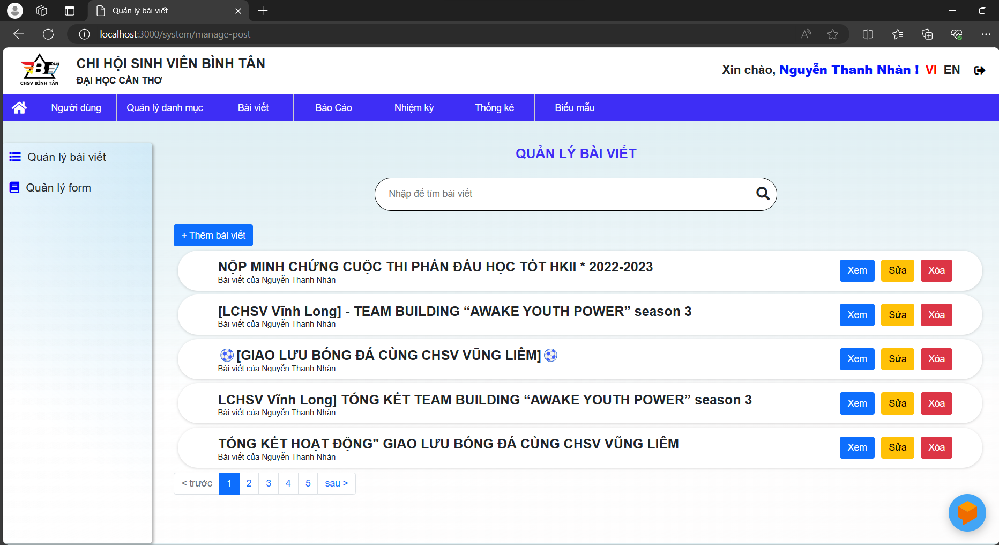 Quản lý bài viết
localhost:3000/system/manage-post
B CTU
CHSV BÌNH TÂN
CHI HỘI SINH VIÊN BÌNH TÂN
ĐẠI HỌC CẦN THƠ
Xin chào, Nguyễn Thanh Nhàn ! VI EN
Người dùng Quản lý danh mục Bài viết Báo Cáo Nhiệm kỳ Thống kê Biểu mẫu
Quản lý bài viết
Quản lý form
QUẢN LÝ BÀI VIẾT
Nhập để tìm bài viết
+ Thêm bài viết
NỘP MINH CHỨNG CUỘC THI PHẤN ĐẤU HỌC TỐT HKII * 2022-2023
Bài viết của Nguyễn Thanh Nhàn
Xem Sửa Xóa
[LCHSV Vĩnh Long] - TEAM BUILDING “AWAKE YOUTH POWER” season 3
Bài viết của Nguyễn Thanh Nhàn
Xem Sửa Xóa
⚽[GIAO LƯU BÓNG ĐÁ CÙNG CHSV VŨNG LIÊM]⚽
Bài viết của Nguyễn Thanh Nhàn
Xem Sửa Xóa
LCHSV Vĩnh Long] TỔNG KẾT TEAM BUILDING “AWAKE YOUTH POWER” season 3
Bài viết của Nguyễn Thanh Nhàn
Xem Sửa Xóa
TỔNG KẾT HOẠT ĐỘNG" GIAO LƯU BÓNG ĐÁ CÙNG CHSV VŨNG LIÊM
Bài viết của Nguyễn Thanh Nhàn
Xem Sửa Xóa
< trước 1 2 3 4 5 sau >